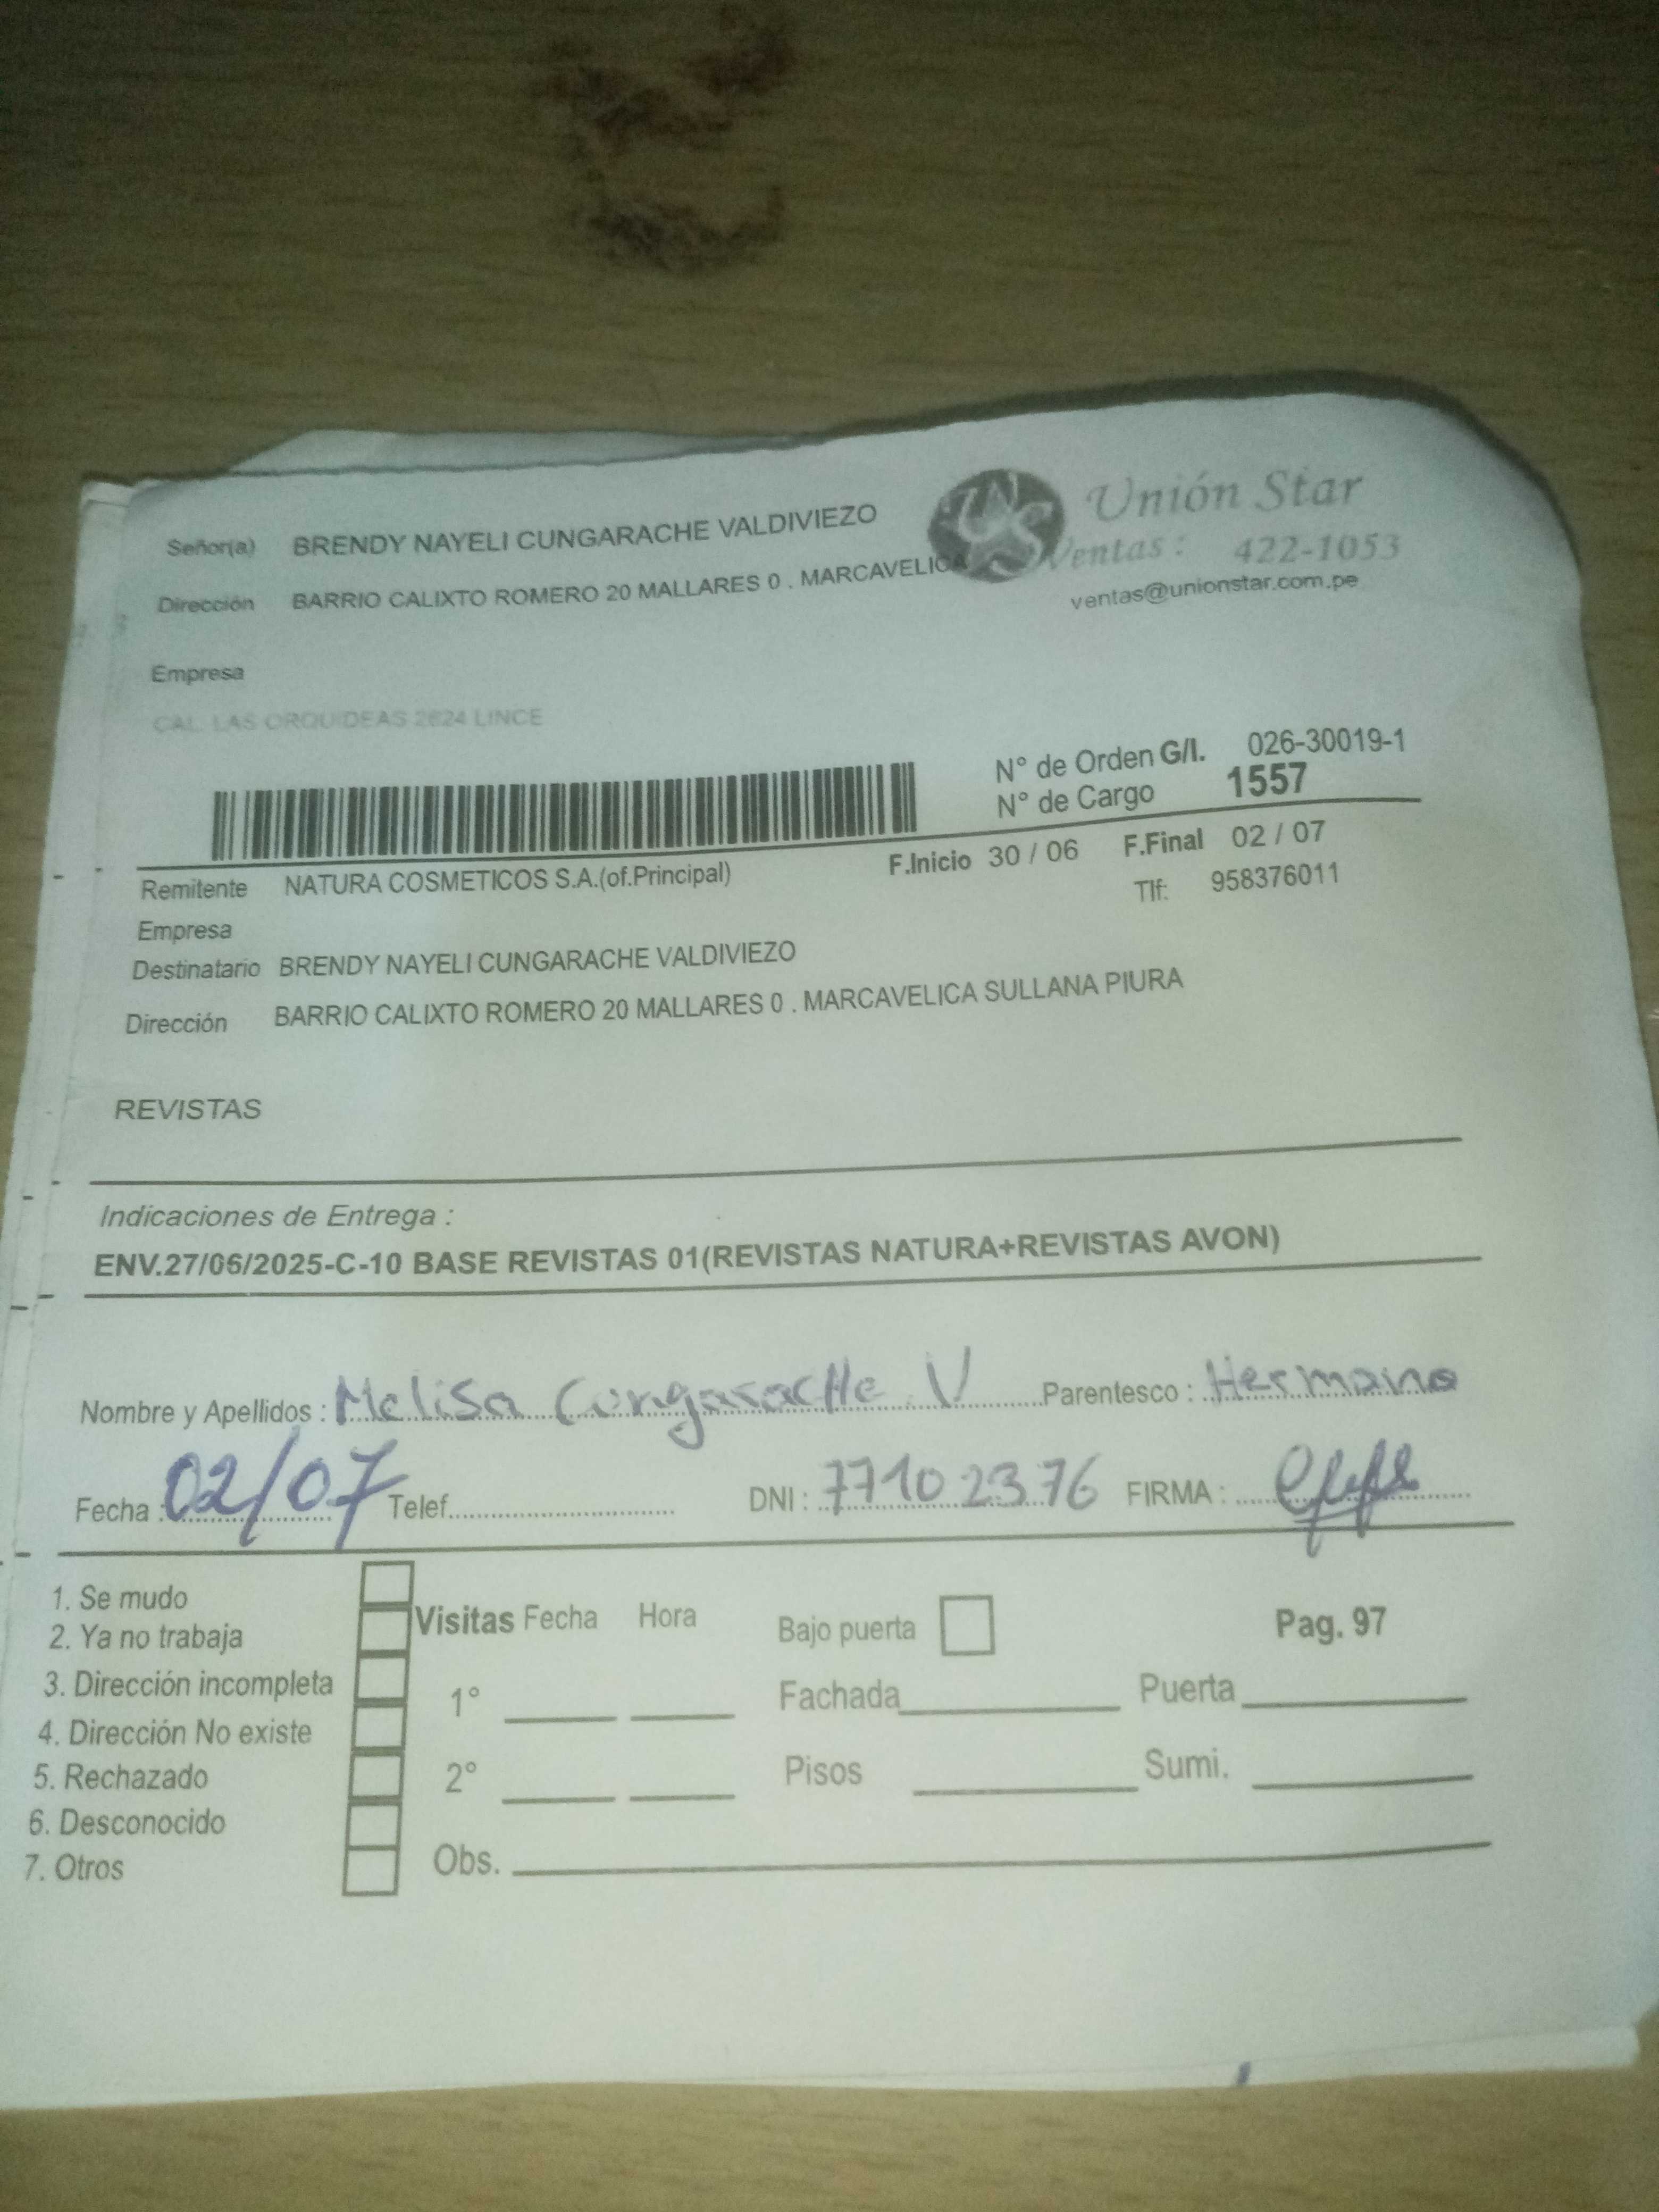 Señor(a) BRENDY NAYELI CUNGARACHE VALDIVIEZO
Unión Star
Dirección BARRIO CALIXTO ROMERO 20 MALLARES 0 . MARCAVELICA
Ventas : 422-1053
ventas@unionstar.com.pe
Empresa
CAL. LAS ORQUIDEAS 2624 LINCE
N° de Orden G/I. 026-30019-1
N° de Cargo 1557
Remitente NATURA COSMETICOS S.A.(of.Principal) F.Inicio 30 / 06 F.Final 02 / 07
Empresa Tlf: 958376011
Destinatario BRENDY NAYELI CUNGARACHE VALDIVIEZO
Dirección BARRIO CALIXTO ROMERO 20 MALLARES 0 . MARCAVELICA SULLANA PIURA
REVISTAS
Indicaciones de Entrega :
ENV.27/06/2025-C-10 BASE REVISTAS 01(REVISTAS NATURA+REVISTAS AVON)
Nombre y Apellidos : Melisa CungaracHe V Parentesco : Hermana
Fecha : 02/07 Telef. DNI : 77102376 FIRMA :
1. Se mudo
2. Ya no trabaja
3. Dirección incompleta
4. Dirección No existe
5. Rechazado
6. Desconocido
7. Otros
Visitas Fecha Hora Bajo puerta Pag. 97
1° Fachada Puerta
2° Pisos Sumi.
Obs.